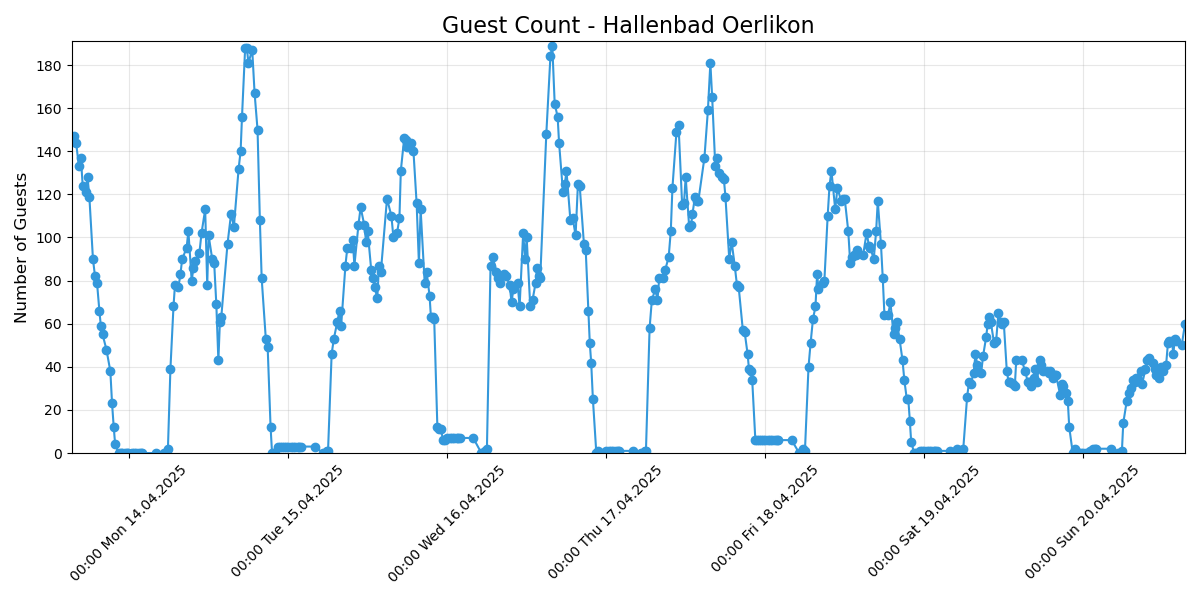 Guest Count - Hallenbad Oerlikon
Number of Guests
180
160
140
120
100
80
60
40
20
0
00:00 Mon 14.04.2025
00:00 Tue 15.04.2025
00:00 Wed 16.04.2025
00:00 Thu 17.04.2025
00:00 Fri 18.04.2025
00:00 Sat 19.04.2025
00:00 Sun 20.04.2025